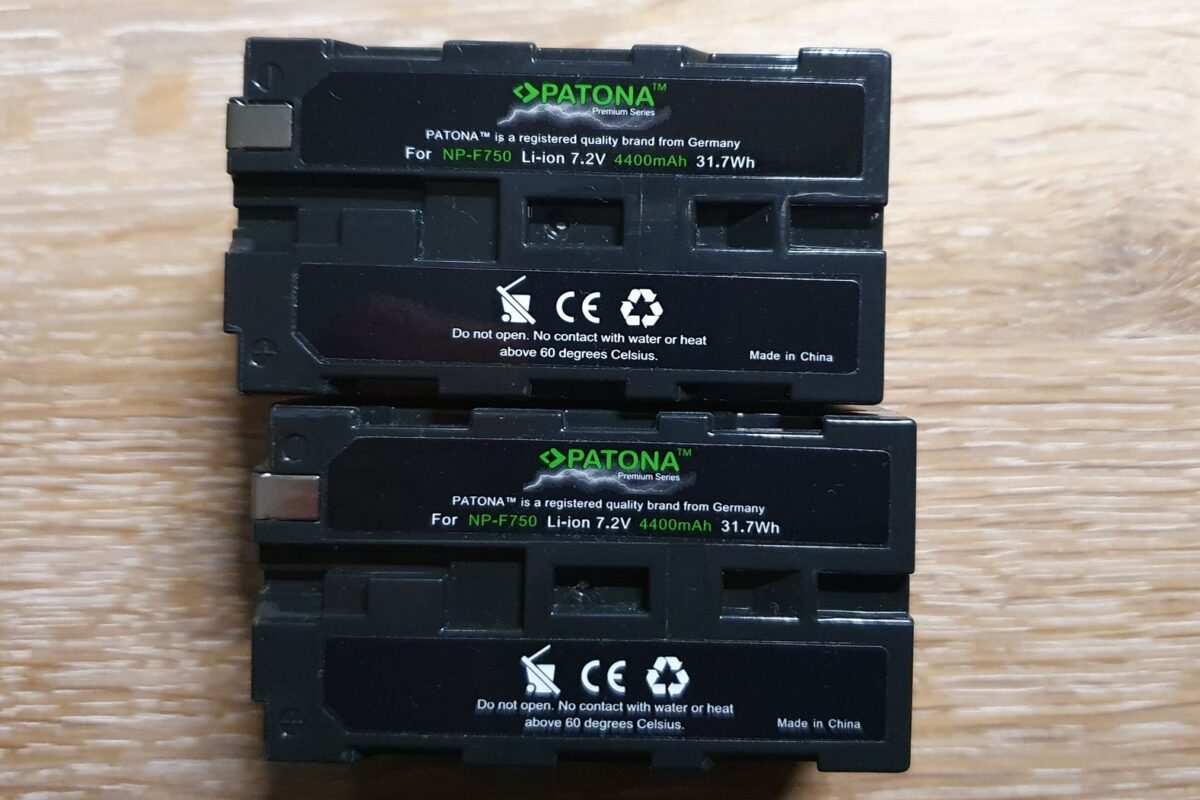 PATONA™
Premium Series
PATONA™ is a registered quality brand from Germany
For NP-F750 Li-ion 7.2V 4400mAh 31.7Wh
CE
Do not open. No contact with water or heat
above 60 degrees Celsius.
Made in China
PATONA™
Premium Series
PATONA™ is a registered quality brand from Germany
For NP-F750 Li-ion 7.2V 4400mAh 31.7Wh
CE
Do not open. No contact with water or heat
above 60 degrees Celsius.
Made in China